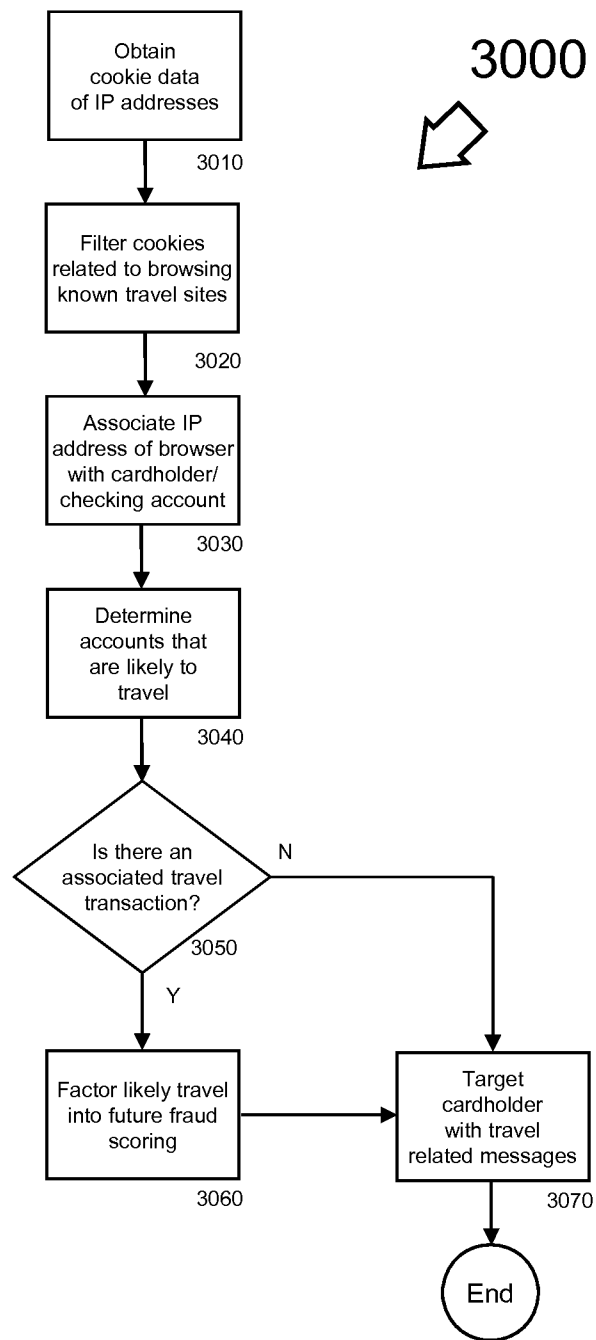 3000
Obtain
cookie data
of IP addresses
3010
Filter cookies
related to browsing
known travel sites
3020
Associate IP
address of browser
with cardholder/
checking account
3030
Determine
accounts that
are likely to
travel
3040
Is there an
associated travel
transaction?
3050
N
Y
Factor likely travel
into future fraud
scoring
3060
Target
cardholder
with travel
related messages
3070
End